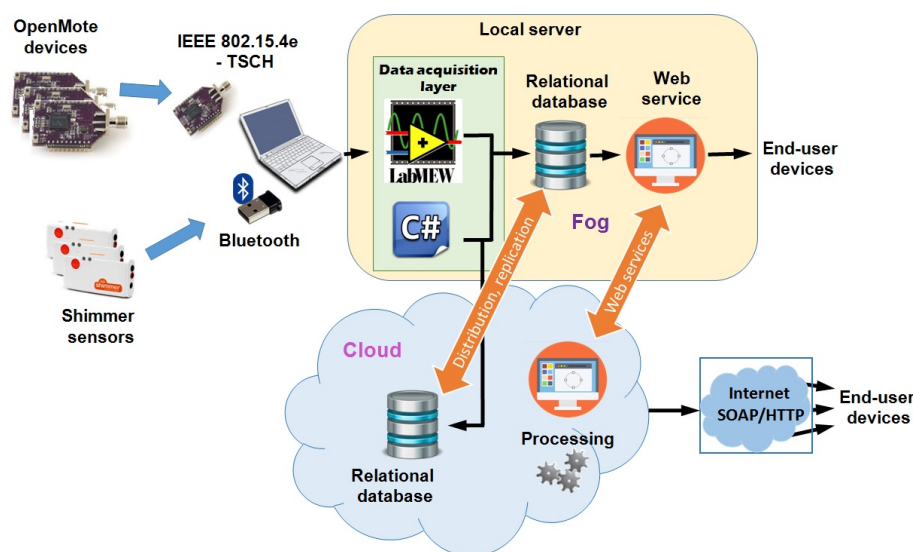 OpenMote
devices
IEEE 802.15.4e
- TSCH
Local server
Data acquisition
layer
LabMEW
C#
Relational
database
Web
service
End-user
devices
Bluetooth
Fog
shimmer
Shimmer
sensors
Distribution, replication
Web services
Cloud
Relational
database
Processing
Internet
SOAP/HTTP
End-user
devices